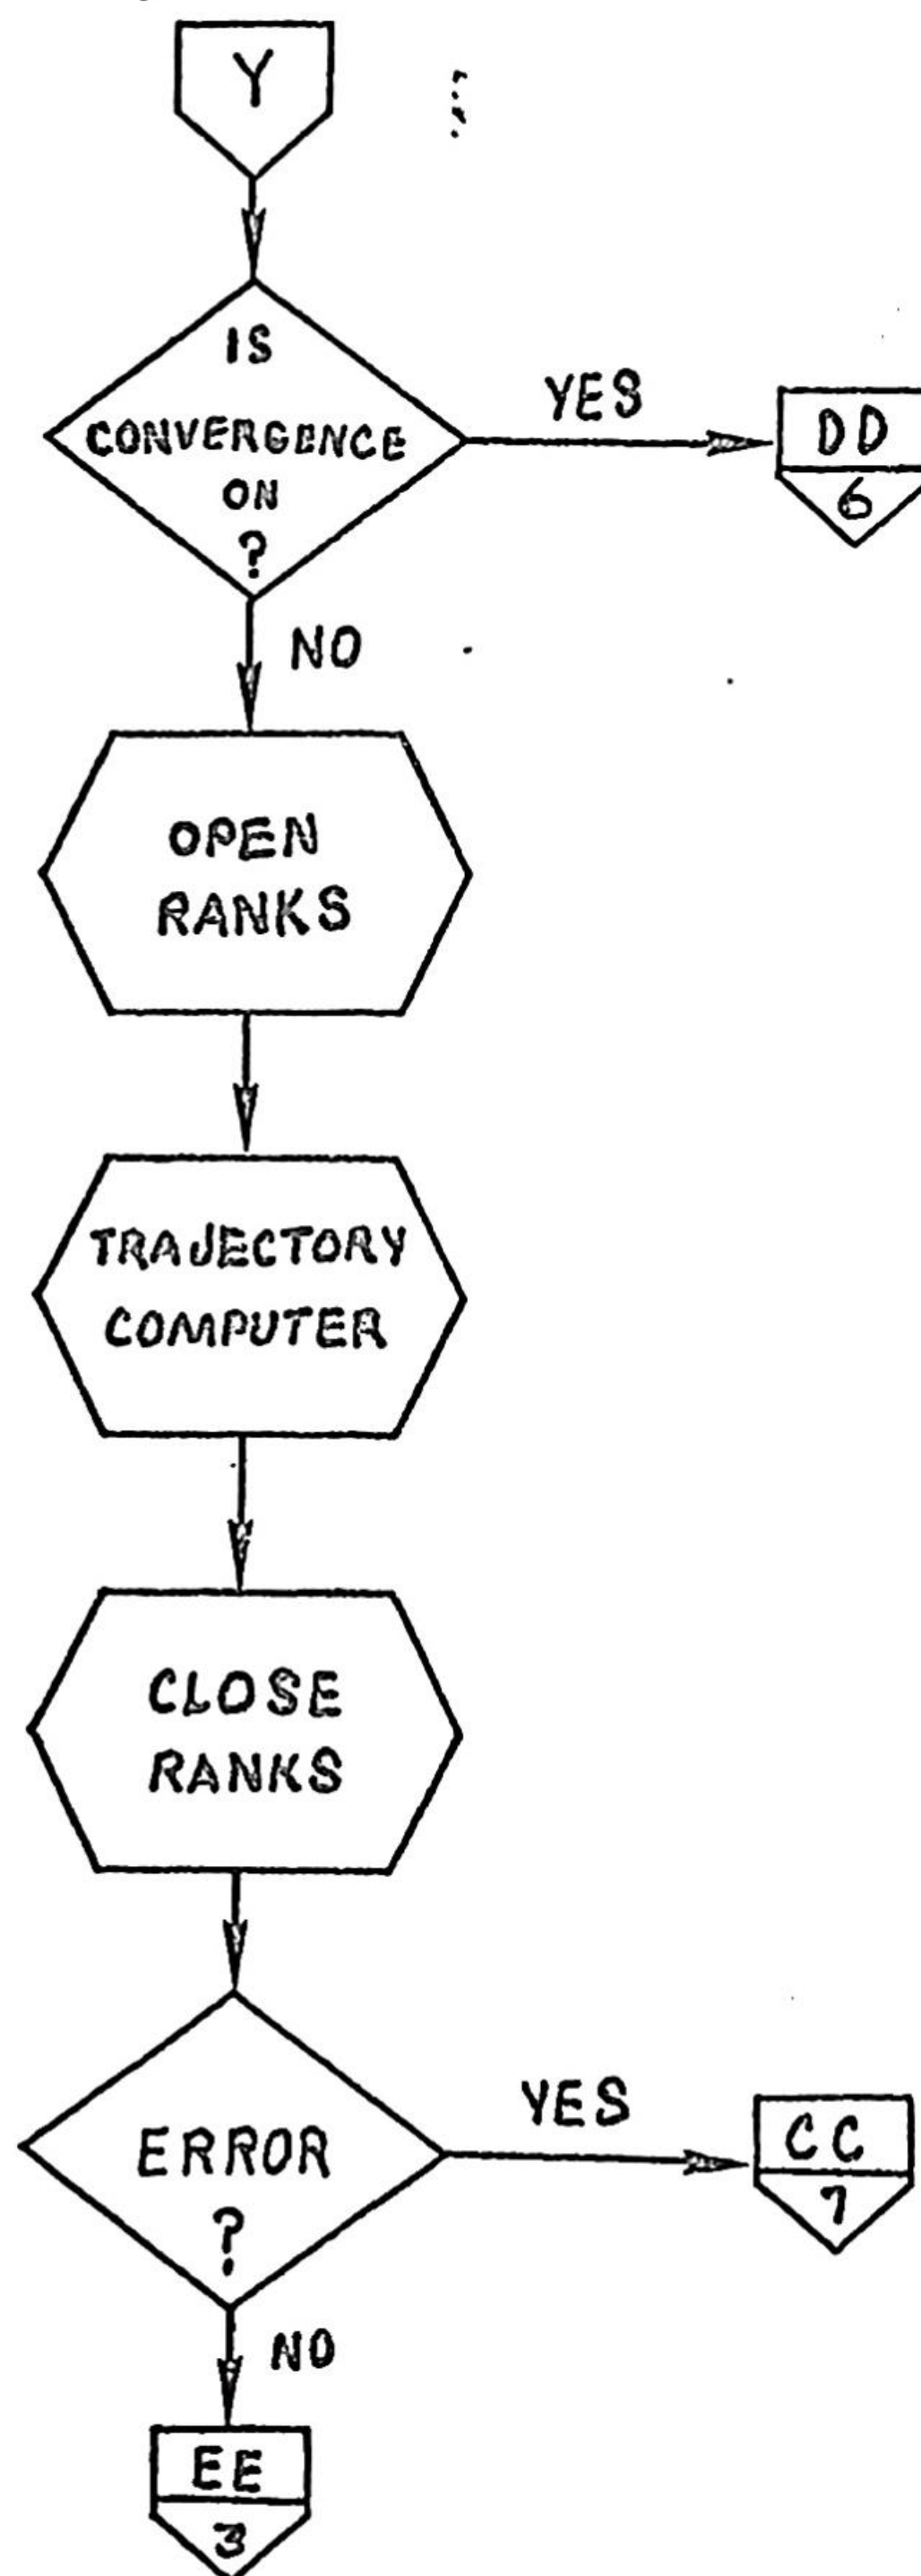 Y
IS
CONVERGENCE
ON
?
YES
DD
6
NO
OPEN
RANKS
TRAJECTORY
COMPUTER
CLOSE
RANKS
ERROR
?
YES
CC
7
NO
EE
3